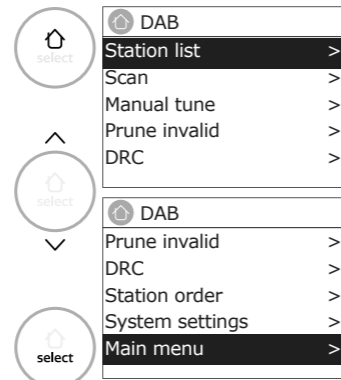 select
DAB
Station list >
Scan >
Manual tune >
Prune invalid >
DRC >
select
DAB
Prune invalid >
DRC >
Station order >
System settings >
Main menu >
select